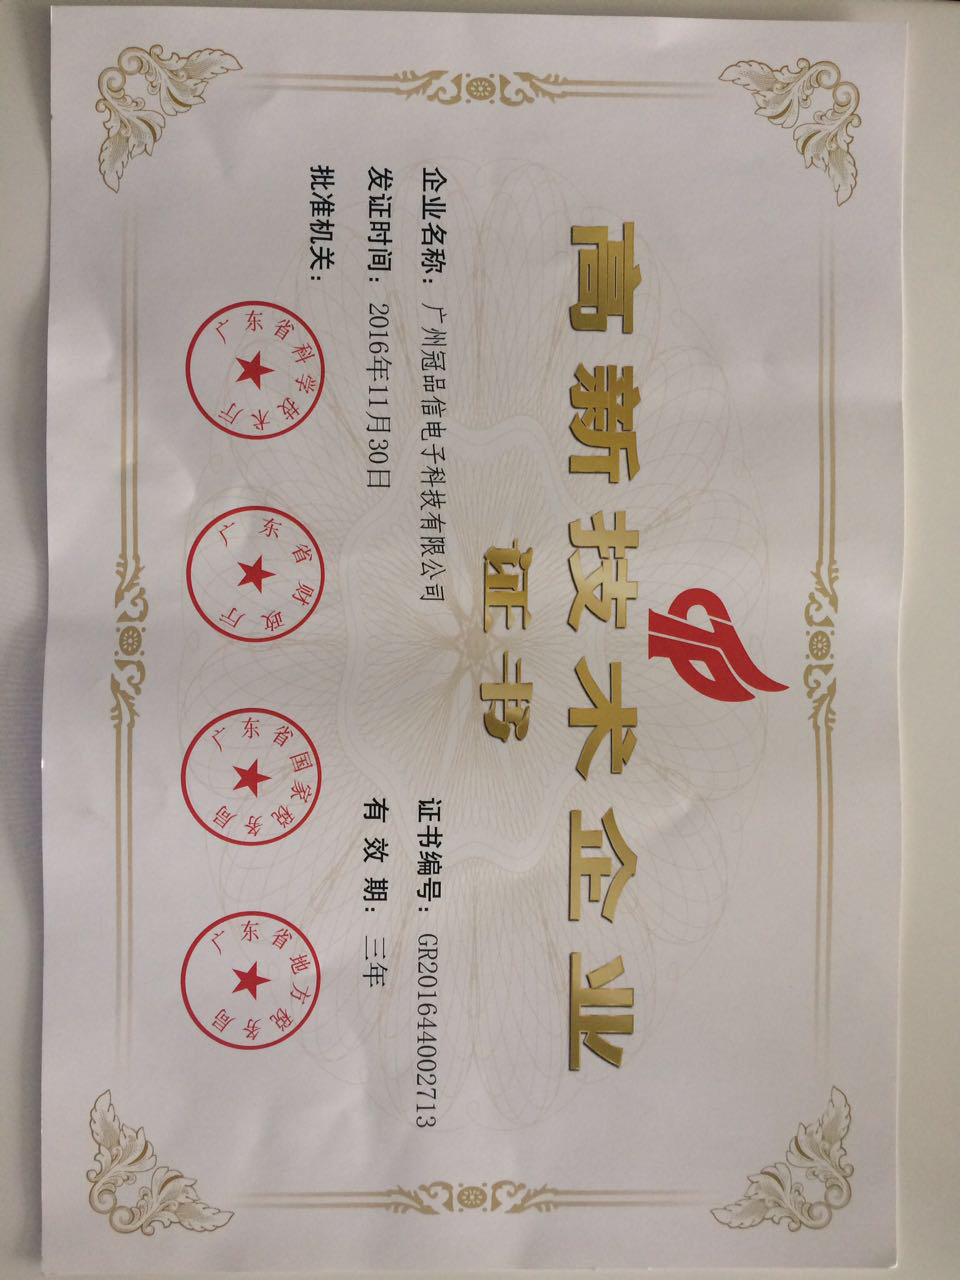 高新技术企业
证书
企业名称：广州冠品信电子科技有限公司
证书编号：GR201644002713
发证时间：2016年11月30日
有效期：三年
批准机关：
广东省科学技术厅
广东省财政厅
广东省国家税务局
广东省地方税务局